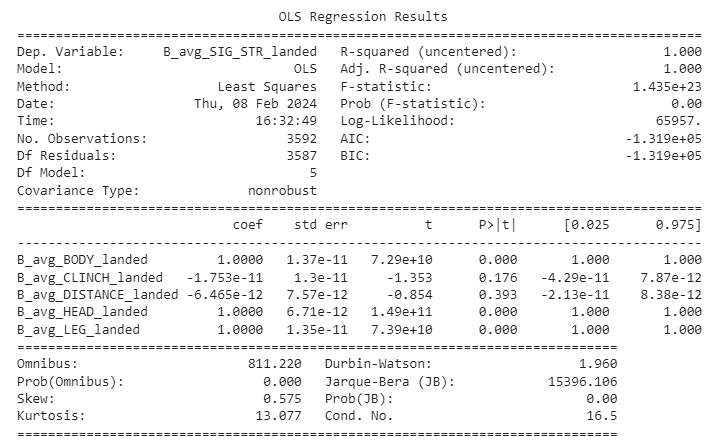 OLS Regression Results
==============================================================================
Dep. Variable: B_avg_SIG_STR_landed R-squared (uncentered): 1.000
Model: OLS Adj. R-squared (uncentered): 1.000
Method: Least Squares F-statistic: 1.435e+23
Date: Thu, 08 Feb 2024 Prob (F-statistic): 0.00
Time: 16:32:49 Log-Likelihood: 65957.
No. Observations: 3592 AIC: -1.319e+05
Df Residuals: 3587 BIC: -1.319e+05
Df Model: 5
Covariance Type: nonrobust
==============================================================================
coef std err t P>|t| [0.025 0.975]
------------------------------------------------------------------------------
B_avg_BODY_landed 1.0000 1.37e-11 7.29e+10 0.000 1.000 1.000
B_avg_CLINCH_landed -1.753e-11 1.3e-11 -1.353 0.176 -4.29e-11 7.87e-12
B_avg_DISTANCE_landed -6.465e-12 7.57e-12 -0.854 0.393 -2.13e-11 8.38e-12
B_avg_HEAD_landed 1.0000 6.71e-12 1.49e+11 0.000 1.000 1.000
B_avg_LEG_landed 1.0000 1.35e-11 7.39e+10 0.000 1.000 1.000
==============================================================================
Omnibus: 811.220 Durbin-Watson: 1.960
Prob(Omnibus): 0.000 Jarque-Bera (JB): 15396.106
Skew: 0.575 Prob(JB): 0.00
Kurtosis: 13.077 Cond. No. 16.5
==============================================================================